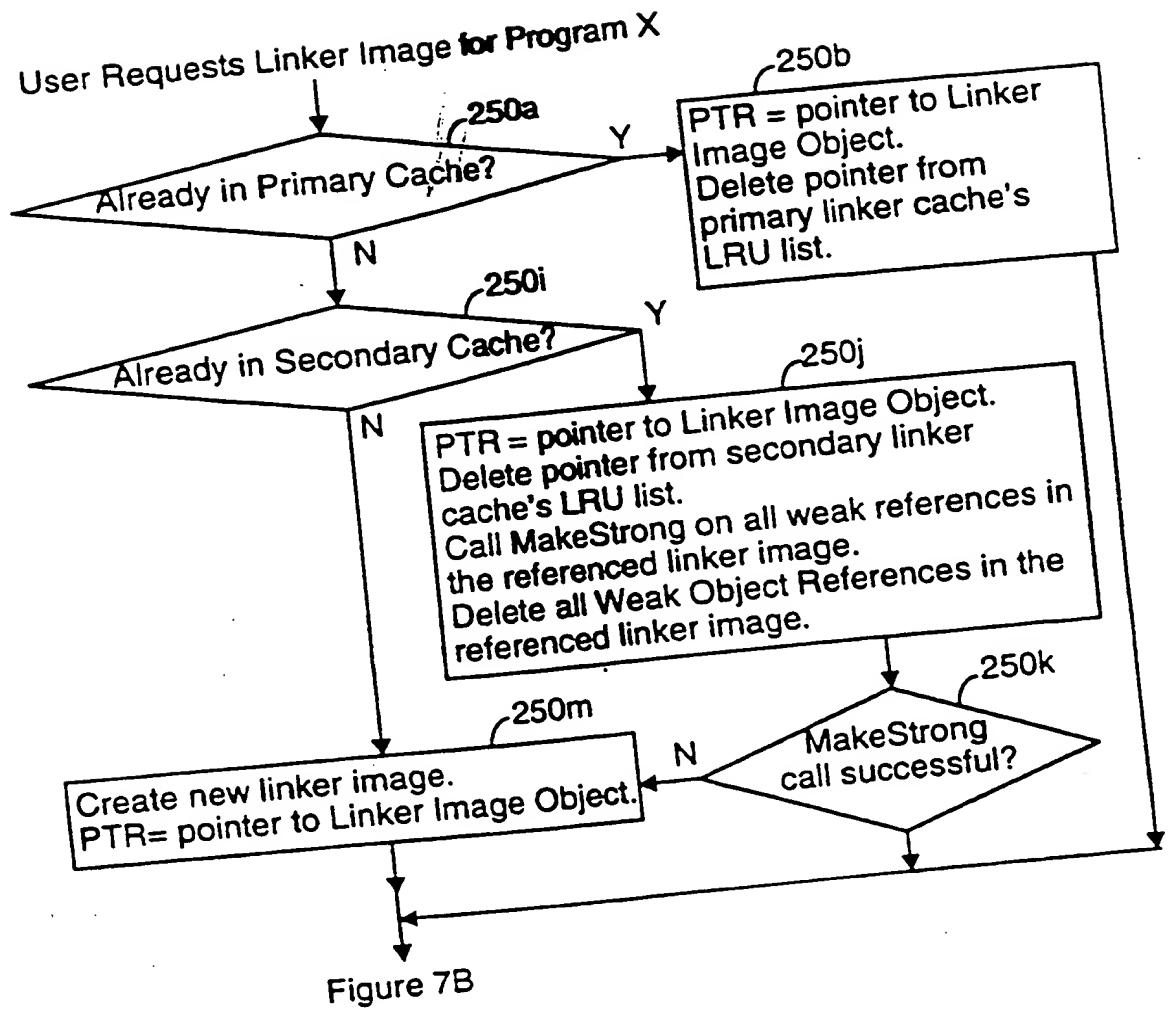 User Requests Linker Image for Program X
250a
Already in Primary Cache?
Y
N
250b
PTR = pointer to Linker
Image Object.
Delete pointer from
primary linker cache's
LRU list.
250i
Already in Secondary Cache?
Y
N
250j
PTR = pointer to Linker Image Object.
Delete pointer from secondary linker
cache's LRU list.
Call MakeStrong on all weak references in
the referenced linker image.
Delete all Weak Object References in the
referenced linker image.
250k
MakeStrong
call successful?
N
250m
Create new linker image.
PTR= pointer to Linker Image Object.
Figure 7B